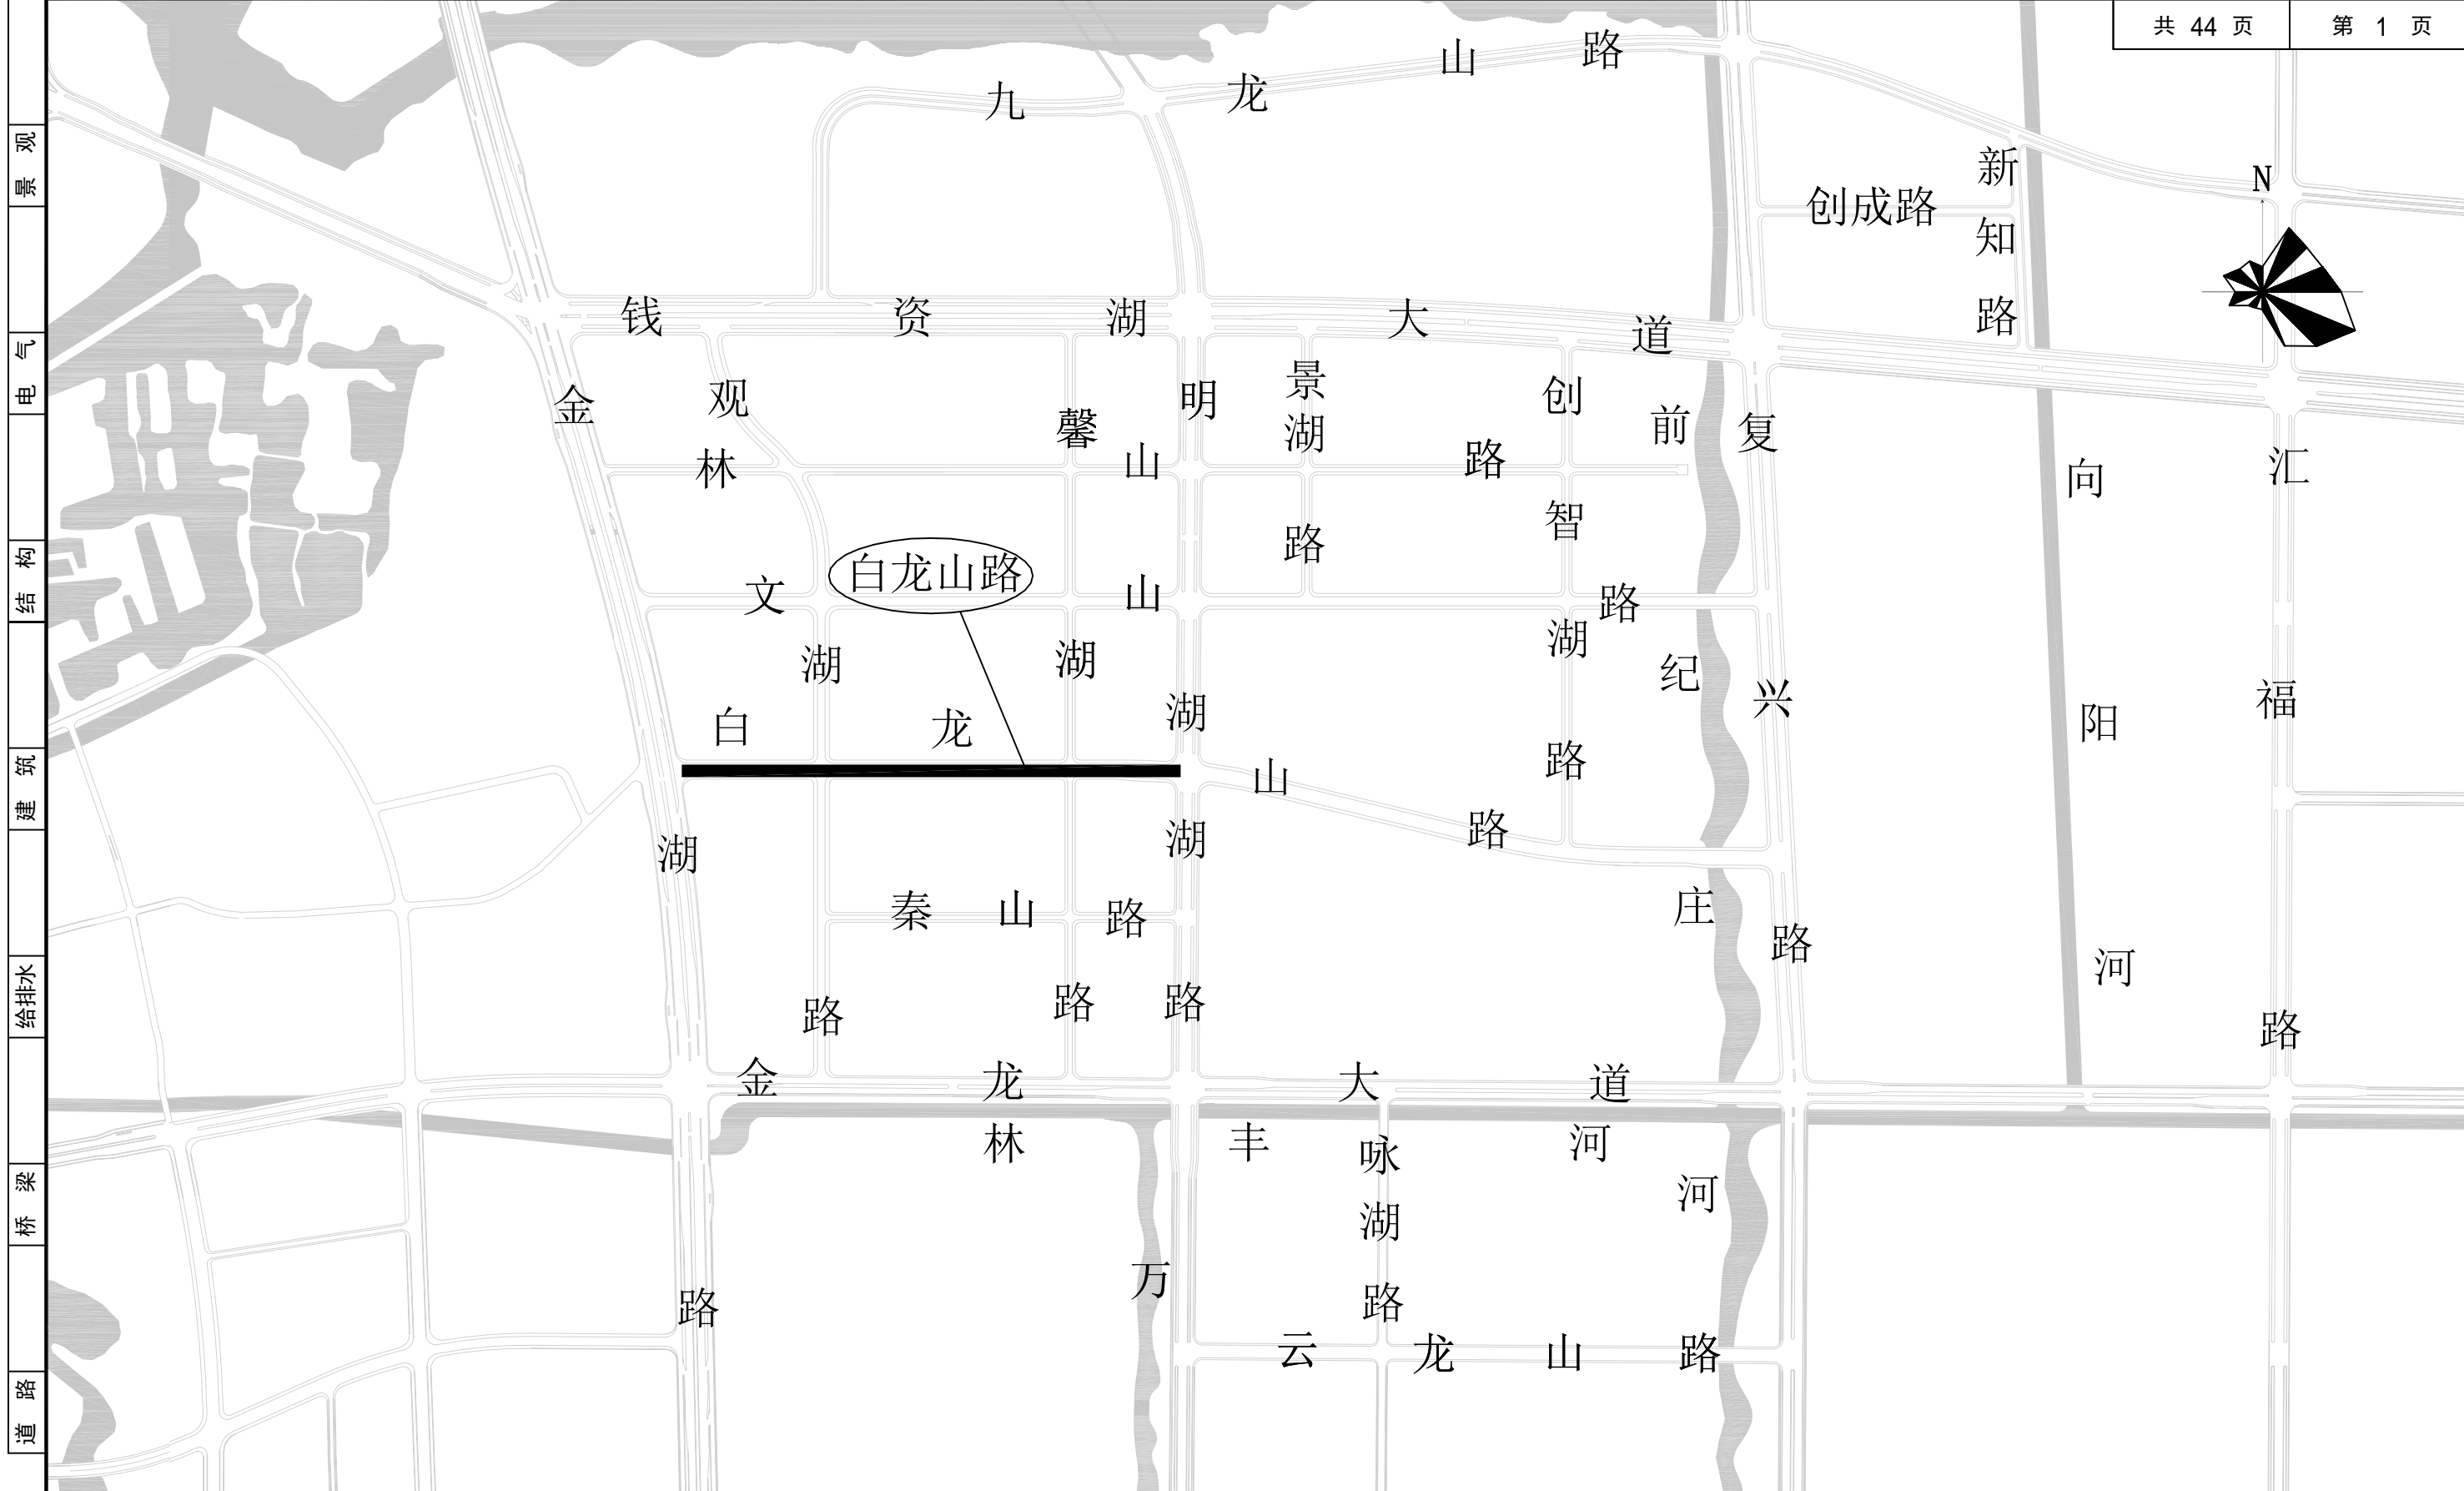 共 44 页 第 1 页
景 观
电 气
结 构
建 筑
给排水
桥 梁
道 路
九龙山路
创成路
新知路
N
钱资湖大道
金湖路
观湖路
馨湖路
明湖湖路
景湖路
创智湖路
前纪庄河
复兴路
向阳河
汇福路
林山路
文山路
白龙山路
白龙山路
秦山路
金龙大道
林丰河
咏湖路
万
云龙山路